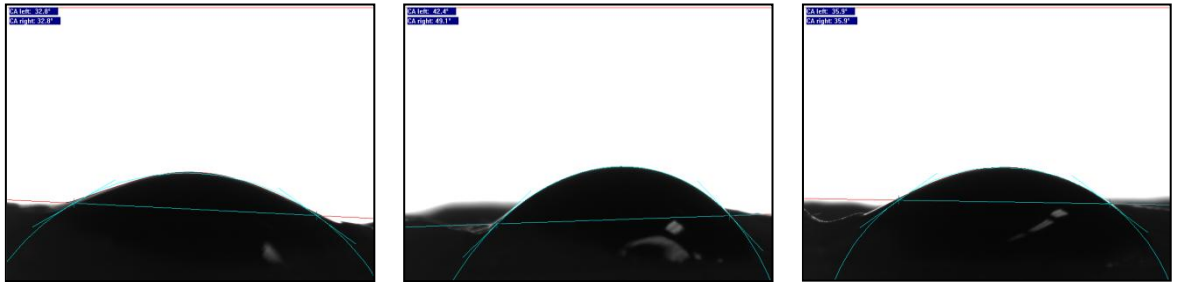 CA left: 32.8°
CA right: 32.8°
CA left: 42.4°
CA right: 49.1°
CA left: 35.9°
CA right: 35.9°